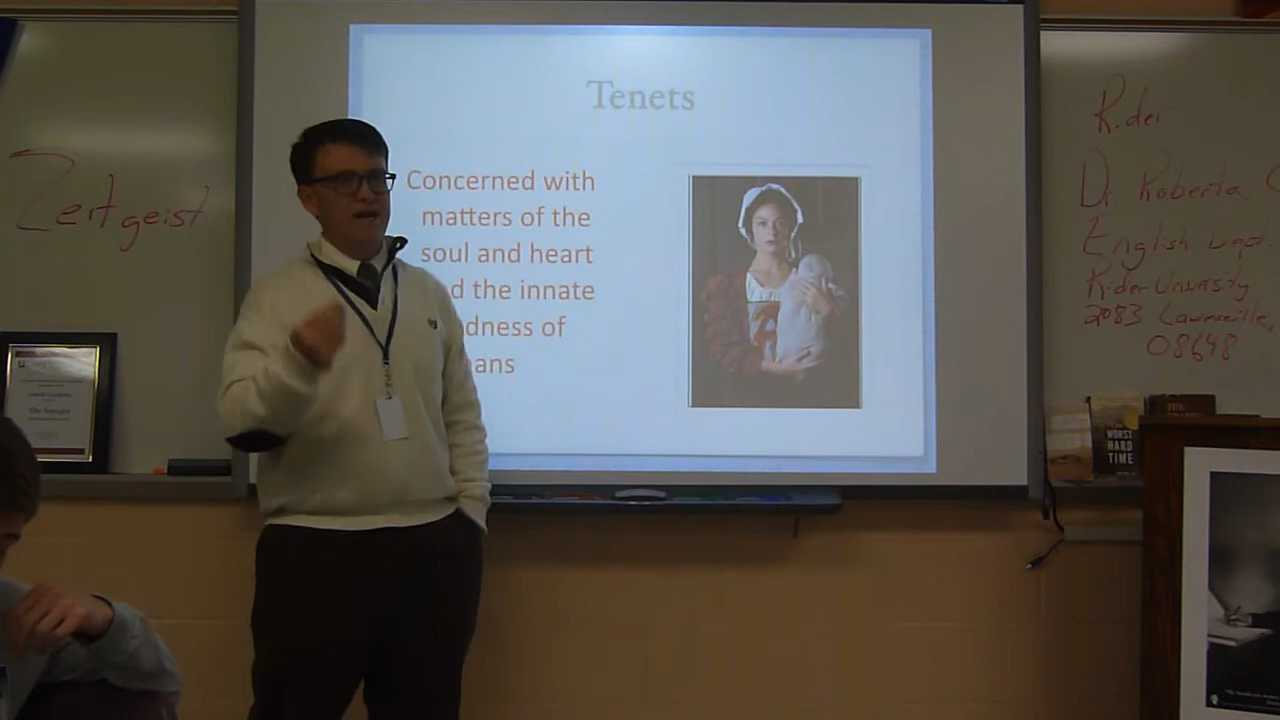 Zeitgeist
Tenets
Concerned with
matters of the
soul and heart
d the innate
dness of
ans
Rider
Dr Roberta
English
Rider University
2083 Lawrenceville,
08648
WORST
HARD
TIME
THE